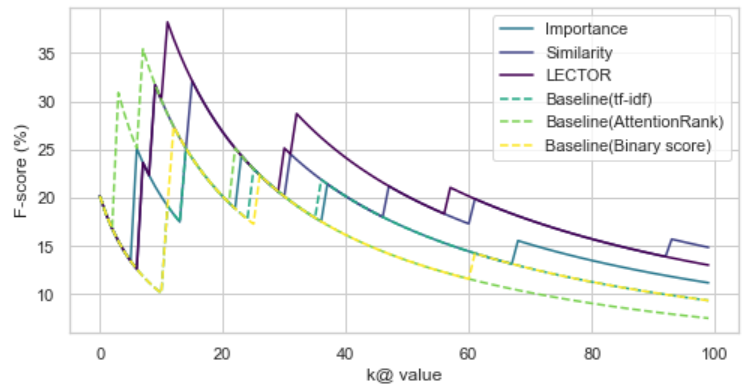 F-score (%)
35
30
25
20
15
10
0
20
40
60
80
100
k@ value
Importance
Similarity
LECTOR
Baseline(tf-idf)
Baseline(AttentionRank)
Baseline(Binary score)